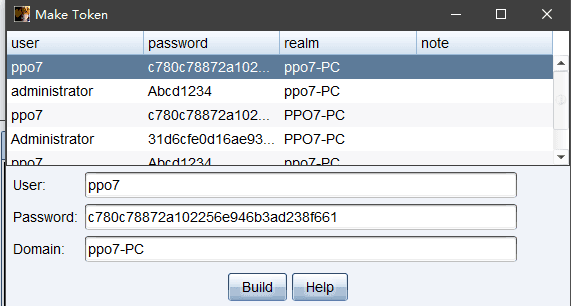 Make Token
user password realm note
ppo7 c780c78872a102... ppo7-PC
administrator Abcd1234 ppo7-PC
ppo7 c780c78872a102... PPO7-PC
Administrator 31d6cfe0d16ae93... PPO7-PC
ppo7 Abcd1234 ppo7-PC
User: ppo7
Password: c780c78872a102256e946b3ad238f661
Domain: ppo7-PC
Build Help